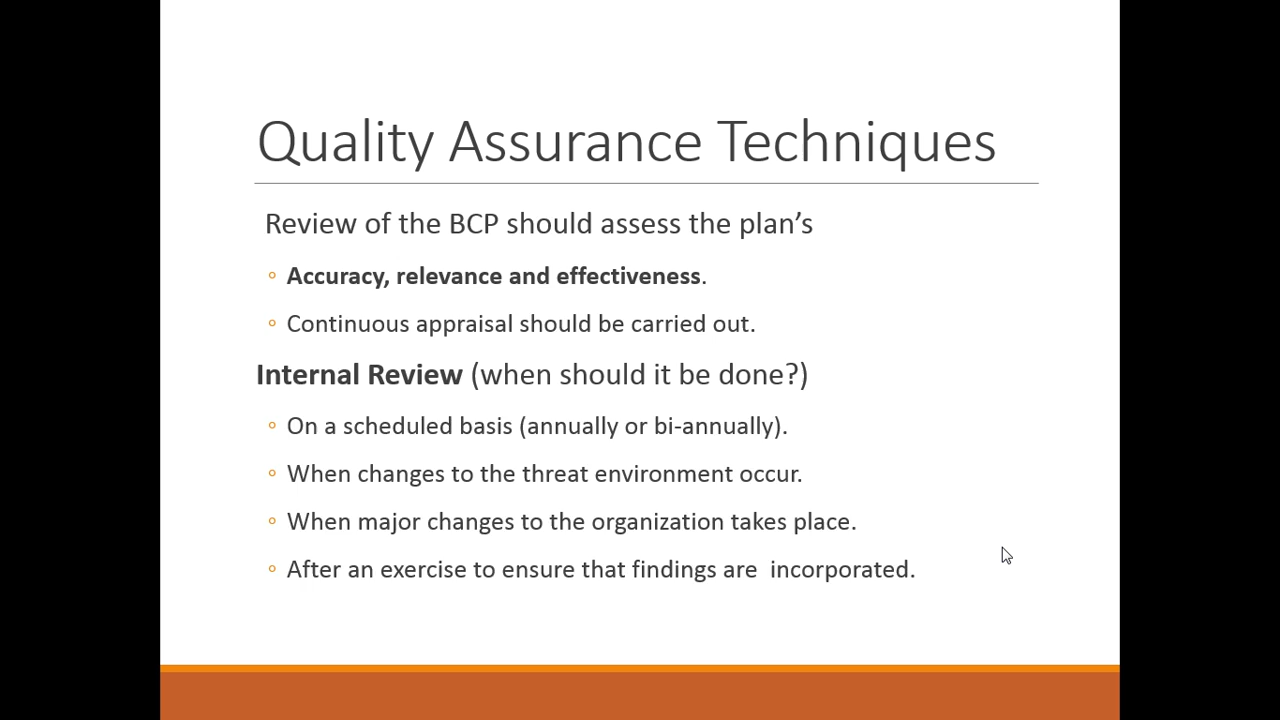 Quality Assurance Techniques
Review of the BCP should assess the plan’s
Accuracy, relevance and effectiveness.
Continuous appraisal should be carried out.
Internal Review (when should it be done?)
On a scheduled basis (annually or bi-annually).
When changes to the threat environment occur.
When major changes to the organization takes place.
After an exercise to ensure that findings are  incorporated.